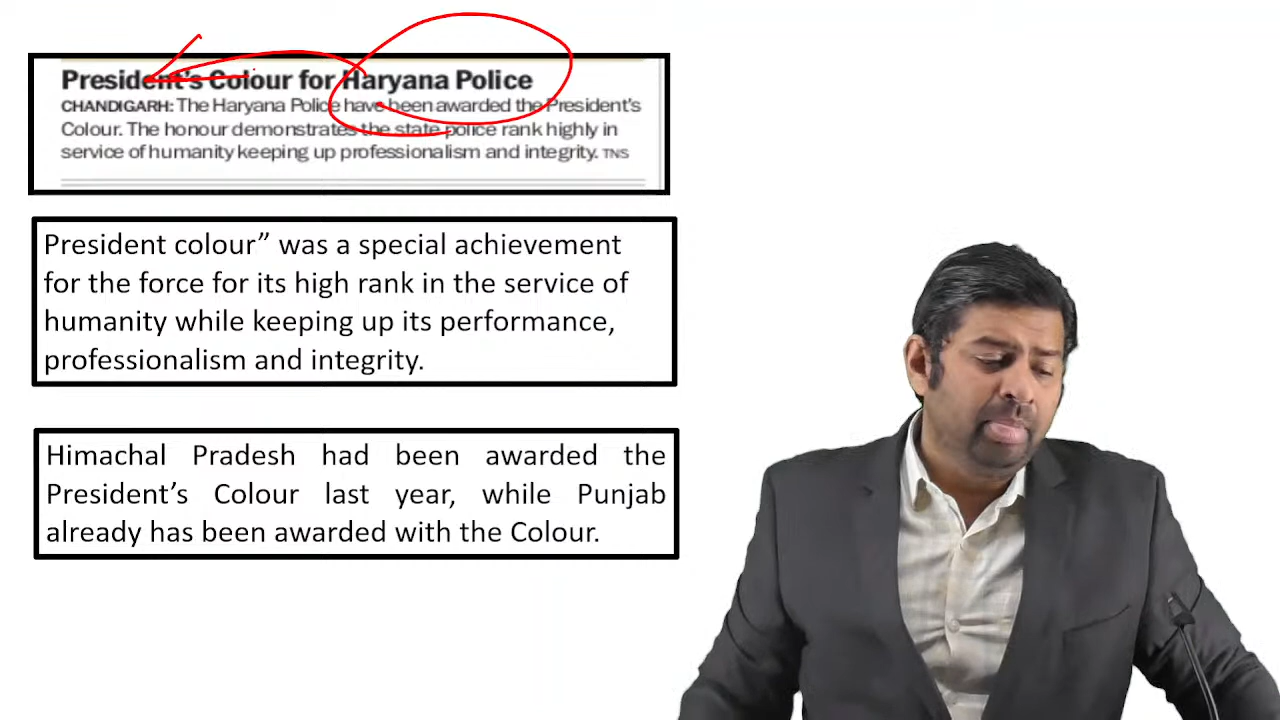 President's Colour for Haryana Police
CHANDIGARH: The Haryana Police have been awarded the President's
Colour. The honour demonstrates the state police rank highly in
service of humanity keeping up professionalism and integrity. TNS
President colour” was a special achievement
for the force for its high rank in the service of
humanity while keeping up its performance,
professionalism and integrity.
Himachal Pradesh had been awarded the
President’s Colour last year, while Punjab
already has been awarded with the Colour.